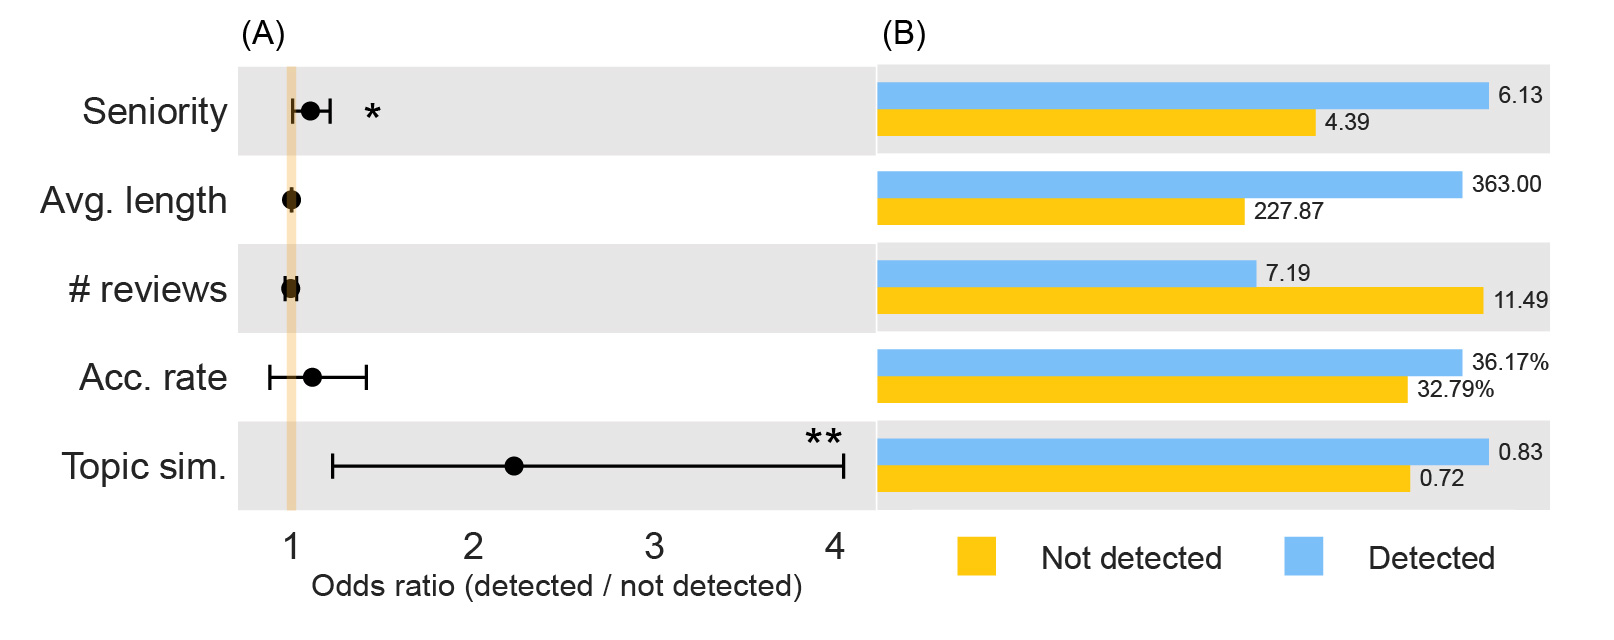 (A)
(B)
Seniority
*
6.13
4.39
Avg. length
363.00
227.87
# reviews
7.19
11.49
Acc. rate
36.17%
32.79%
Topic sim.
**
0.83
0.72
1 2 3 4
Odds ratio (detected / not detected)
Not detected
Detected